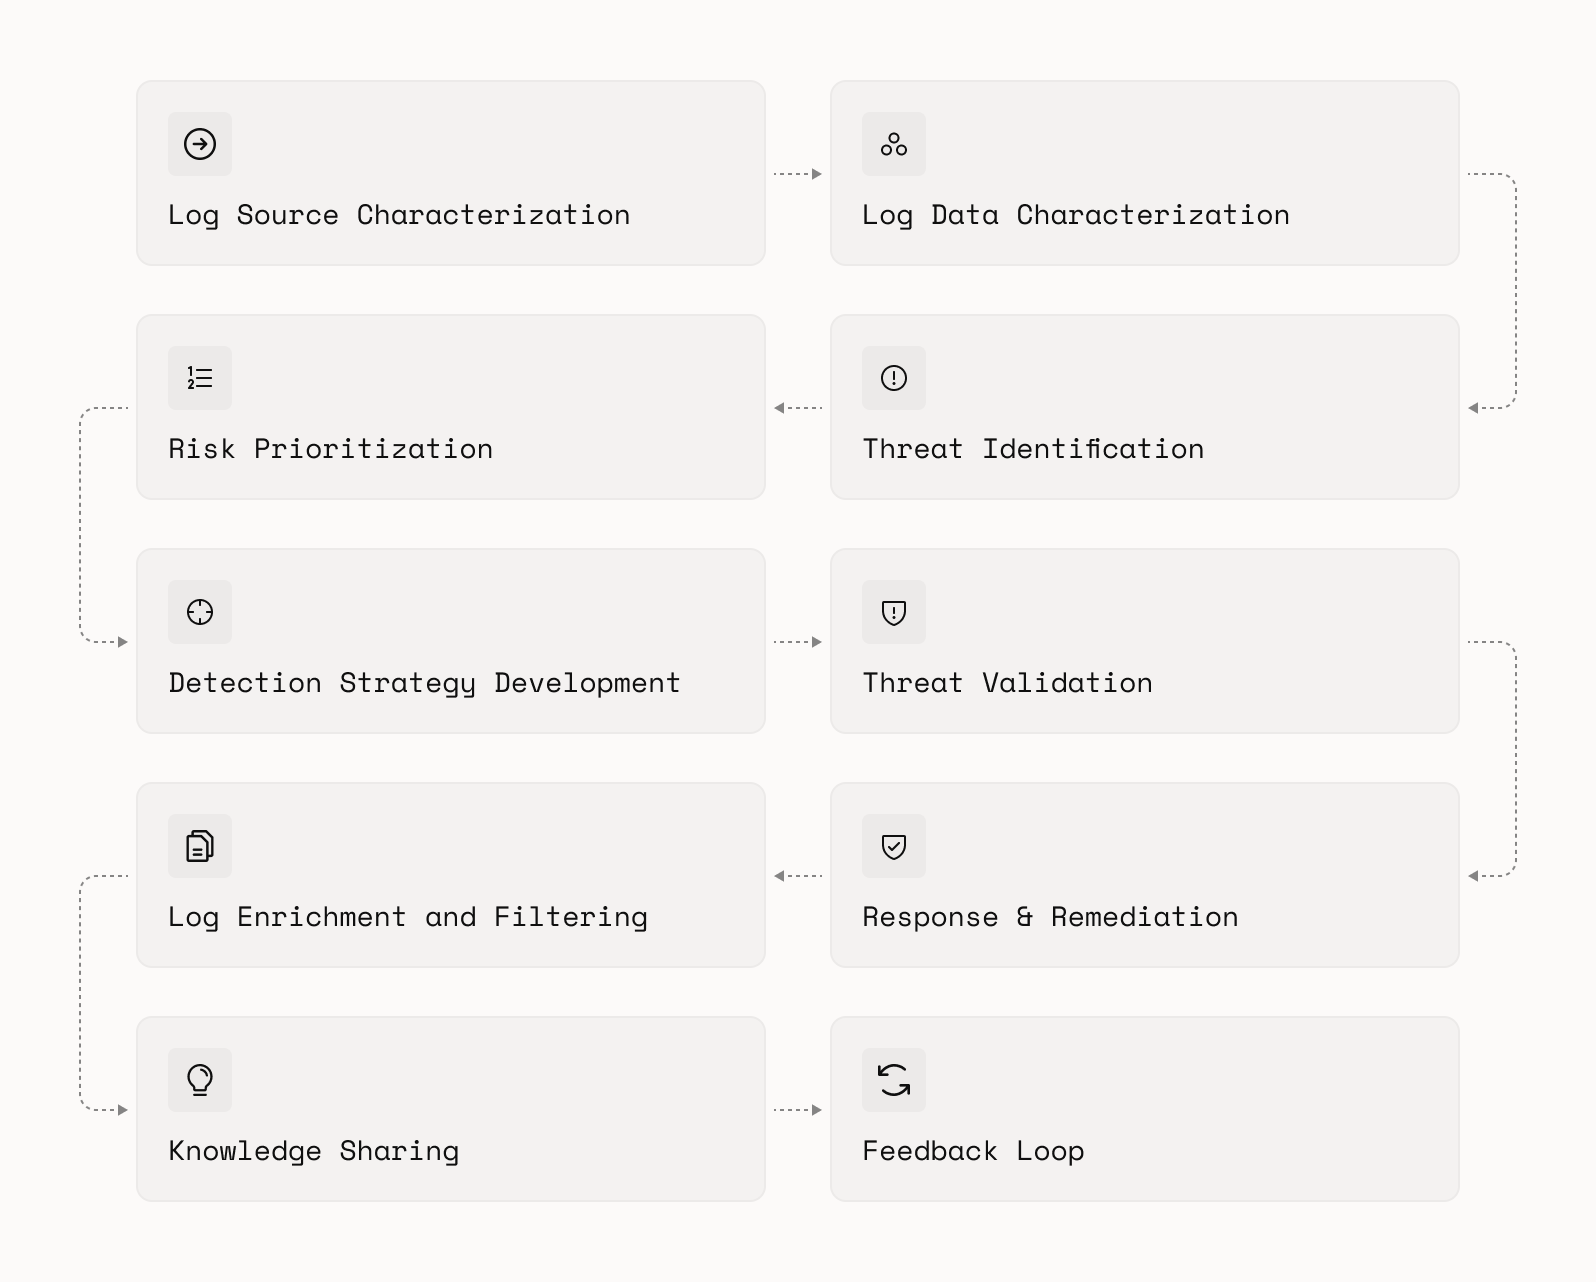 Log Source Characterization
Log Data Characterization
Risk Prioritization
Threat Identification
Detection Strategy Development
Threat Validation
Log Enrichment and Filtering
Response & Remediation
Knowledge Sharing
Feedback Loop